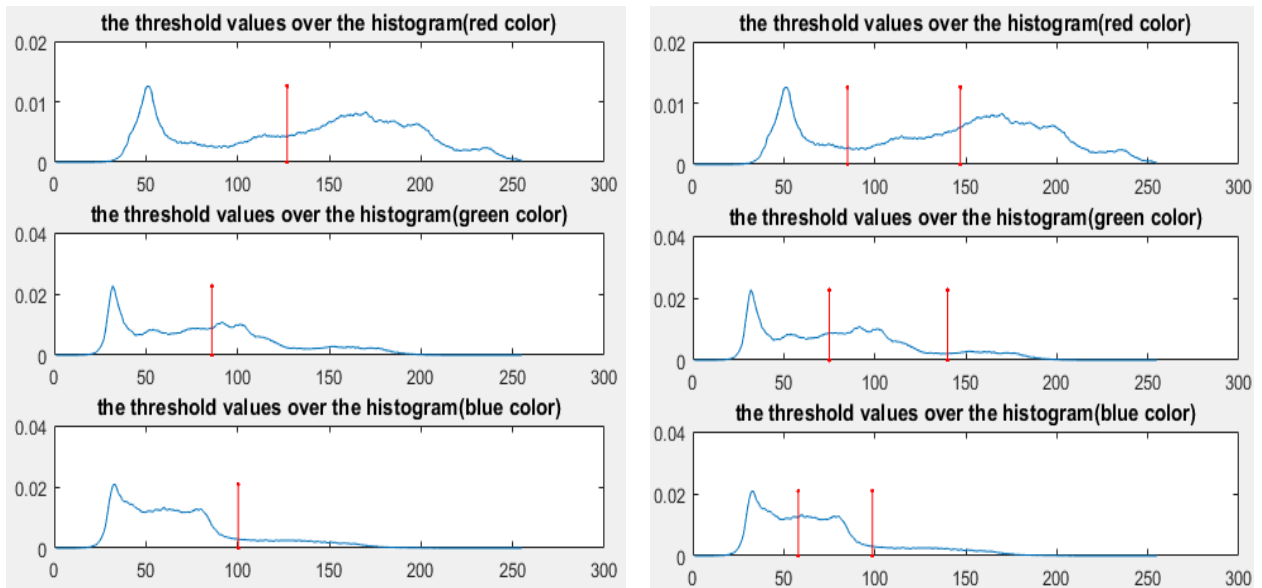 the threshold values over the histogram(red color)
0.02
0.01
0
0 50 100 150 200 250 300
the threshold values over the histogram(green color)
0.04
0.02
0
0 50 100 150 200 250 300
the threshold values over the histogram(blue color)
0.04
0.02
0
0 50 100 150 200 250 300
the threshold values over the histogram(red color)
0.02
0.01
0
0 50 100 150 200 250 300
the threshold values over the histogram(green color)
0.04
0.02
0
0 50 100 150 200 250 300
the threshold values over the histogram(blue color)
0.04
0.02
0
0 50 100 150 200 250 300